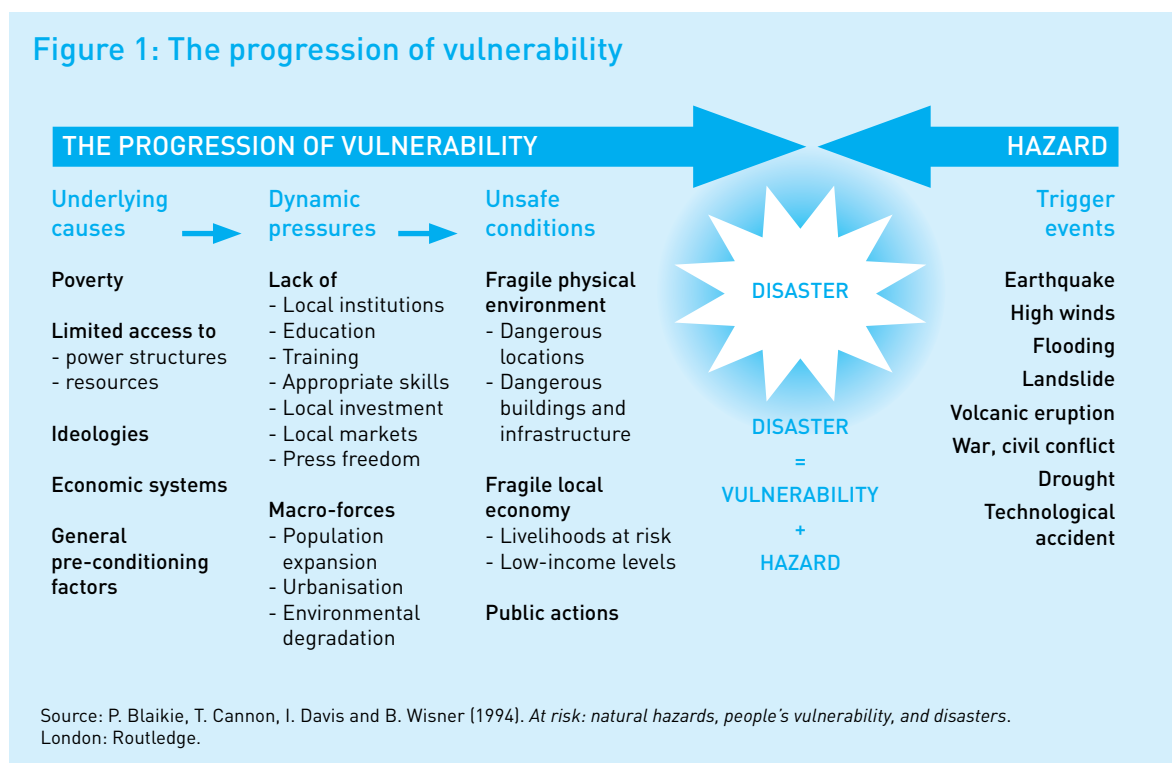 Figure 1: The progression of vulnerability
THE PROGRESSION OF VULNERABILITY
HAZARD
Underlying
causes
Poverty
Limited access to
- power structures
- resources
Ideologies
Economic systems
General
pre-conditioning
factors
Dynamic
pressures
Lack of
- Local institutions
- Education
- Training
- Appropriate skills
- Local investment
- Local markets
- Press freedom
Macro-forces
- Population
expansion
- Urbanisation
- Environmental
degradation
Unsafe
conditions
Fragile physical
environment
- Dangerous
locations
- Dangerous
buildings and
infrastructure
Fragile local
economy
- Livelihoods at risk
- Low-income levels
Public actions
DISASTER
DISASTER
=
VULNERABILITY
+
HAZARD
Trigger
events
Earthquake
High winds
Flooding
Landslide
Volcanic eruption
War, civil conflict
Drought
Technological
accident
Source: P. Blaikie, T. Cannon, I. Davis and B. Wisner (1994). At risk: natural hazards, people's vulnerability, and disasters.
London: Routledge.